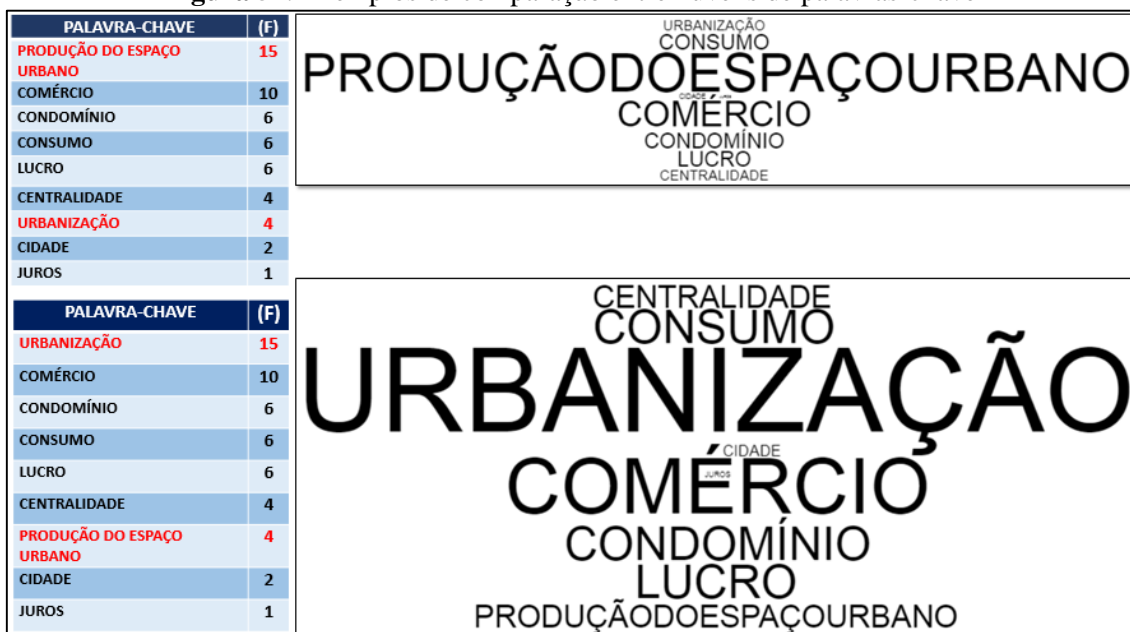 PALAVRA-CHAVE (F)
PRODUÇÃO DO ESPAÇO URBANO 15
COMÉRCIO 10
CONDOMÍNIO 6
CONSUMO 6
LUCRO 6
CENTRALIDADE 4
URBANIZAÇÃO 4
CIDADE 2
JUROS 1
URBANIZAÇÃO
CONSUMO
PRODUÇÃODOESPAÇOURBANO
CIDADE JUROS
COMÉRCIO
CONDOMÍNIO
LUCRO
CENTRALIDADE
PALAVRA-CHAVE (F)
URBANIZAÇÃO 15
COMÉRCIO 10
CONDOMÍNIO 6
CONSUMO 6
LUCRO 6
CENTRALIDADE 4
PRODUÇÃO DO ESPAÇO URBANO 4
CIDADE 2
JUROS 1
CENTRALIDADE
CONSUMO
URBANIZAÇÃO
CIDADE
JUROS
COMÉRCIO
CONDOMÍNIO
LUCRO
PRODUÇÃODOESPAÇOURBANO